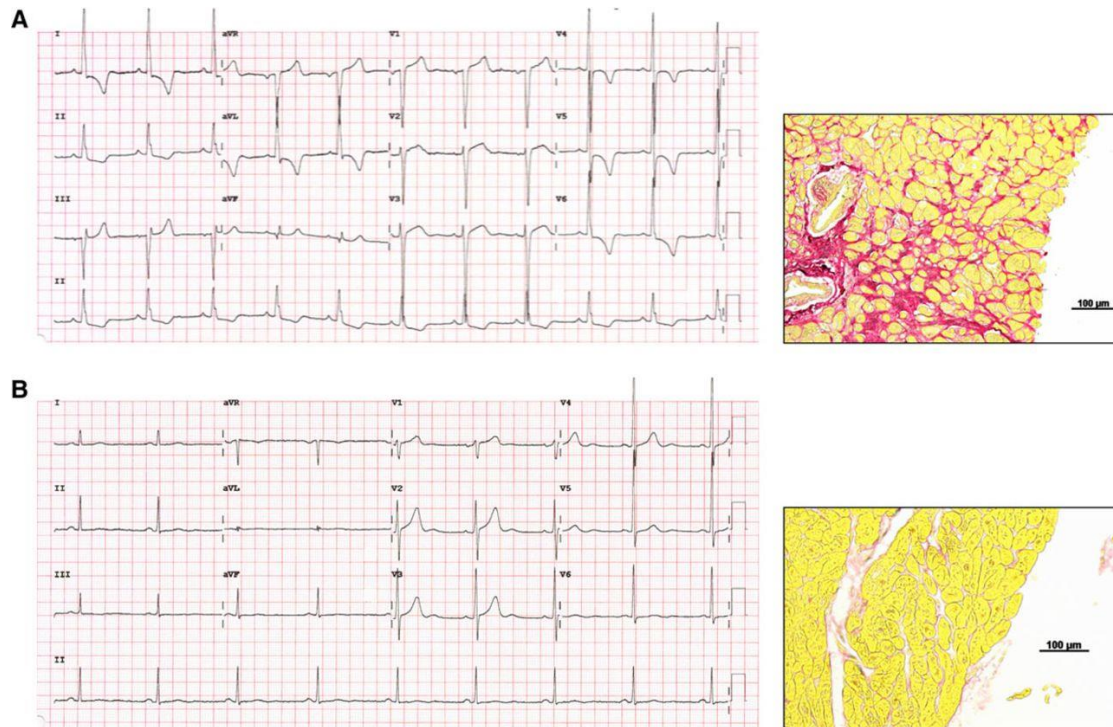 A
I aVR V1 V4
II aVL V2 V5
III aVF V3 V6
II
100 µm
B
I aVR V1 V4
II aVL V2 V5
III aVF V3 V6
II
100 µm